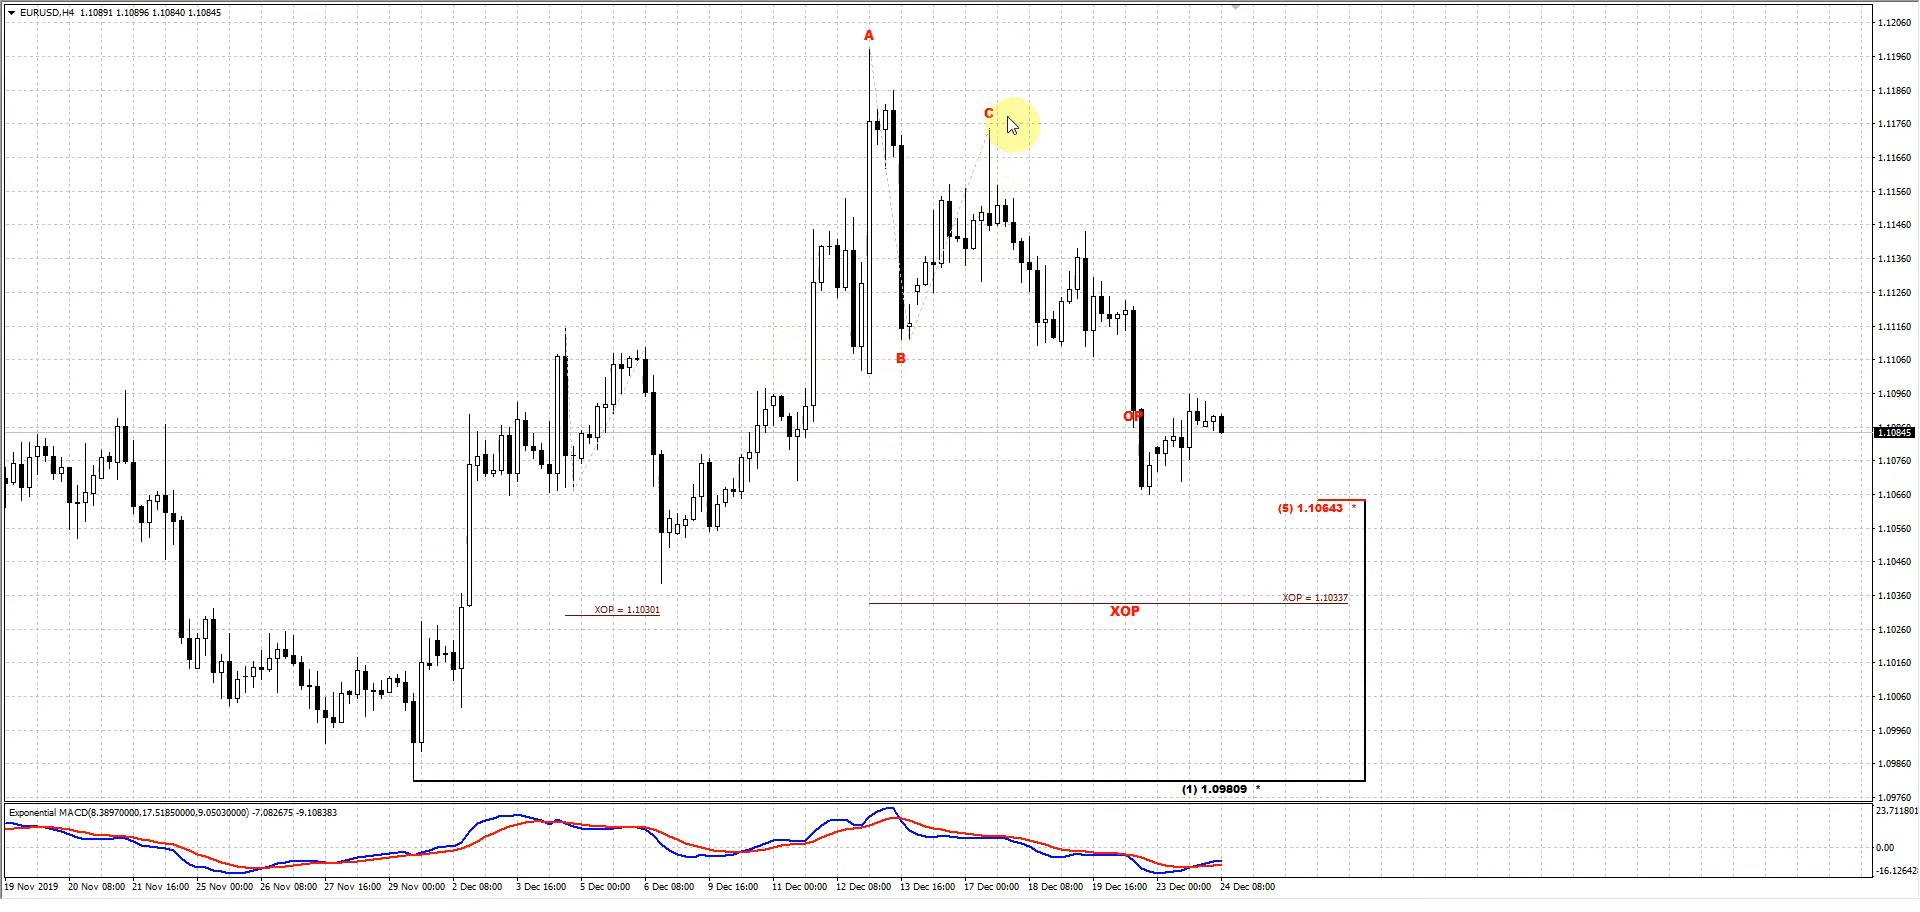 EURUSD,H4 1.10891 1.10896 1.10840 1.10845
A
C
B
OP
(5) 1.10643 *
XOP = 1.10301
XOP = 1.10337
XOP
(1) 1.09809 *
1.12060
1.11960
1.11860
1.11760
1.11660
1.11560
1.11460
1.11360
1.11260
1.11160
1.11060
1.10960
1.10845
1.10760
1.10660
1.10560
1.10460
1.10360
1.10260
1.10160
1.10060
1.09960
1.09860
1.09760
Exponential MACD(8.38970000,17.51850000,9.05030000) -7.082675 -9.108383
23.711801
0.00
-16.12642
19 Nov 2019 20 Nov 08:00 21 Nov 16:00 25 Nov 00:00 26 Nov 08:00 27 Nov 16:00 29 Nov 00:00 2 Dec 08:00 3 Dec 16:00 5 Dec 00:00 6 Dec 08:00 9 Dec 16:00 11 Dec 00:00 12 Dec 08:00 13 Dec 16:00 17 Dec 00:00 18 Dec 08:00 19 Dec 16:00 23 Dec 00:00 24 Dec 08:00